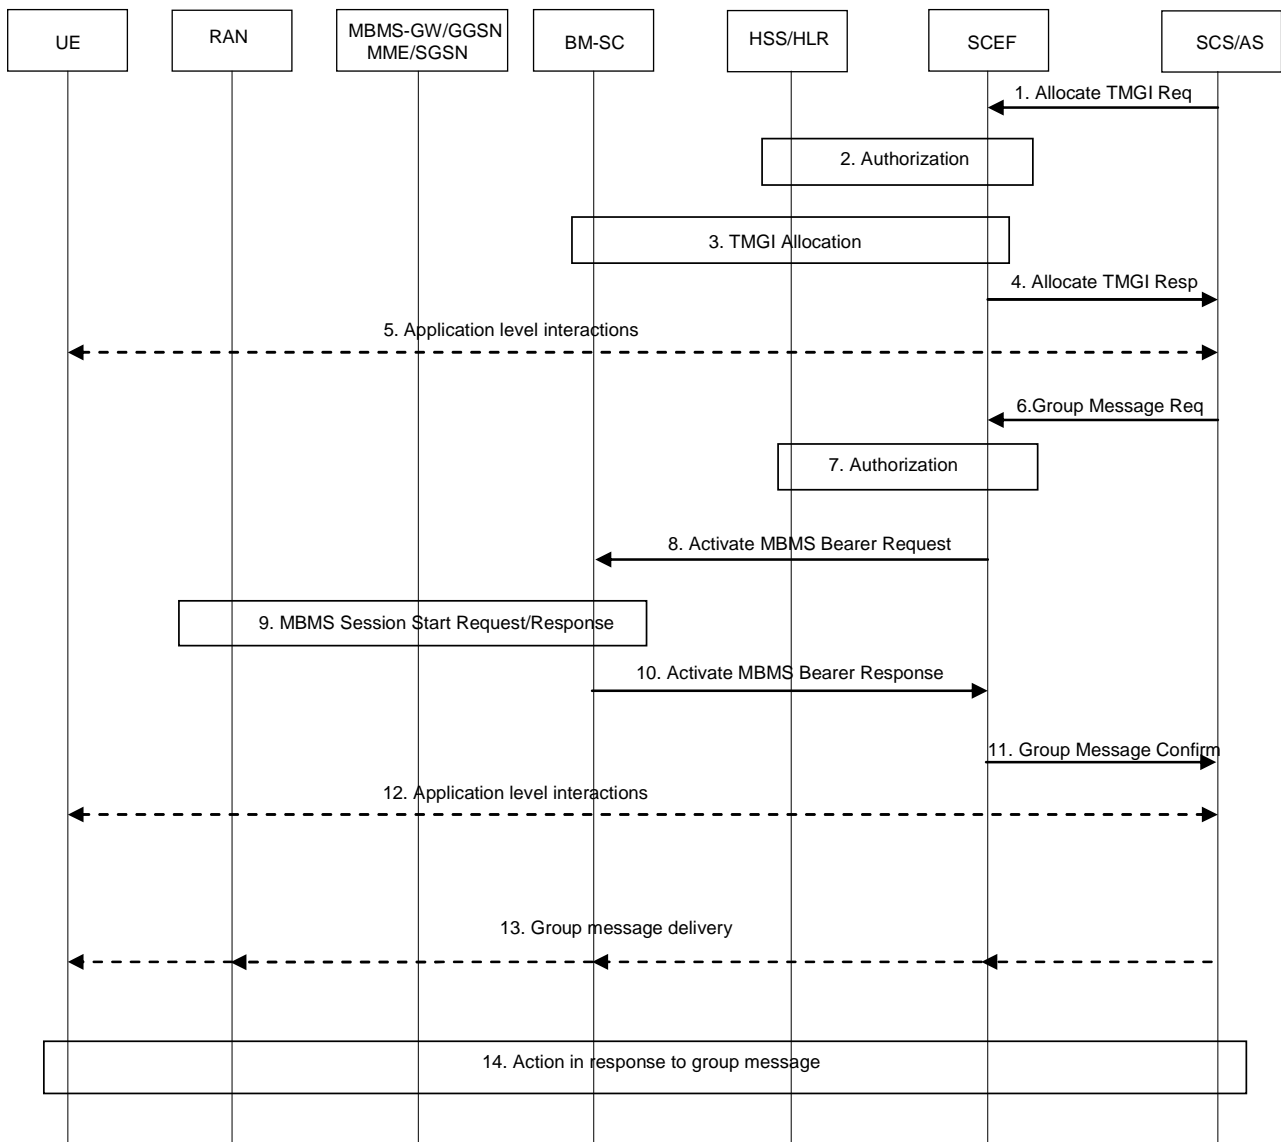 UE
RAN
MBMS-GW/GGSN
MME/SGSN
BM-SC
HSS/HLR
SCEF
SCS/AS
1. Allocate TMGI Req
2. Authorization
3. TMGI Allocation
4. Allocate TMGI Resp
5. Application level interactions
6.Group Message Req
7. Authorization
8. Activate MBMS Bearer Request
9. MBMS Session Start Request/Response
10. Activate MBMS Bearer Response
11. Group Message Confirm
12. Application level interactions
13. Group message delivery
14. Action in response to group message